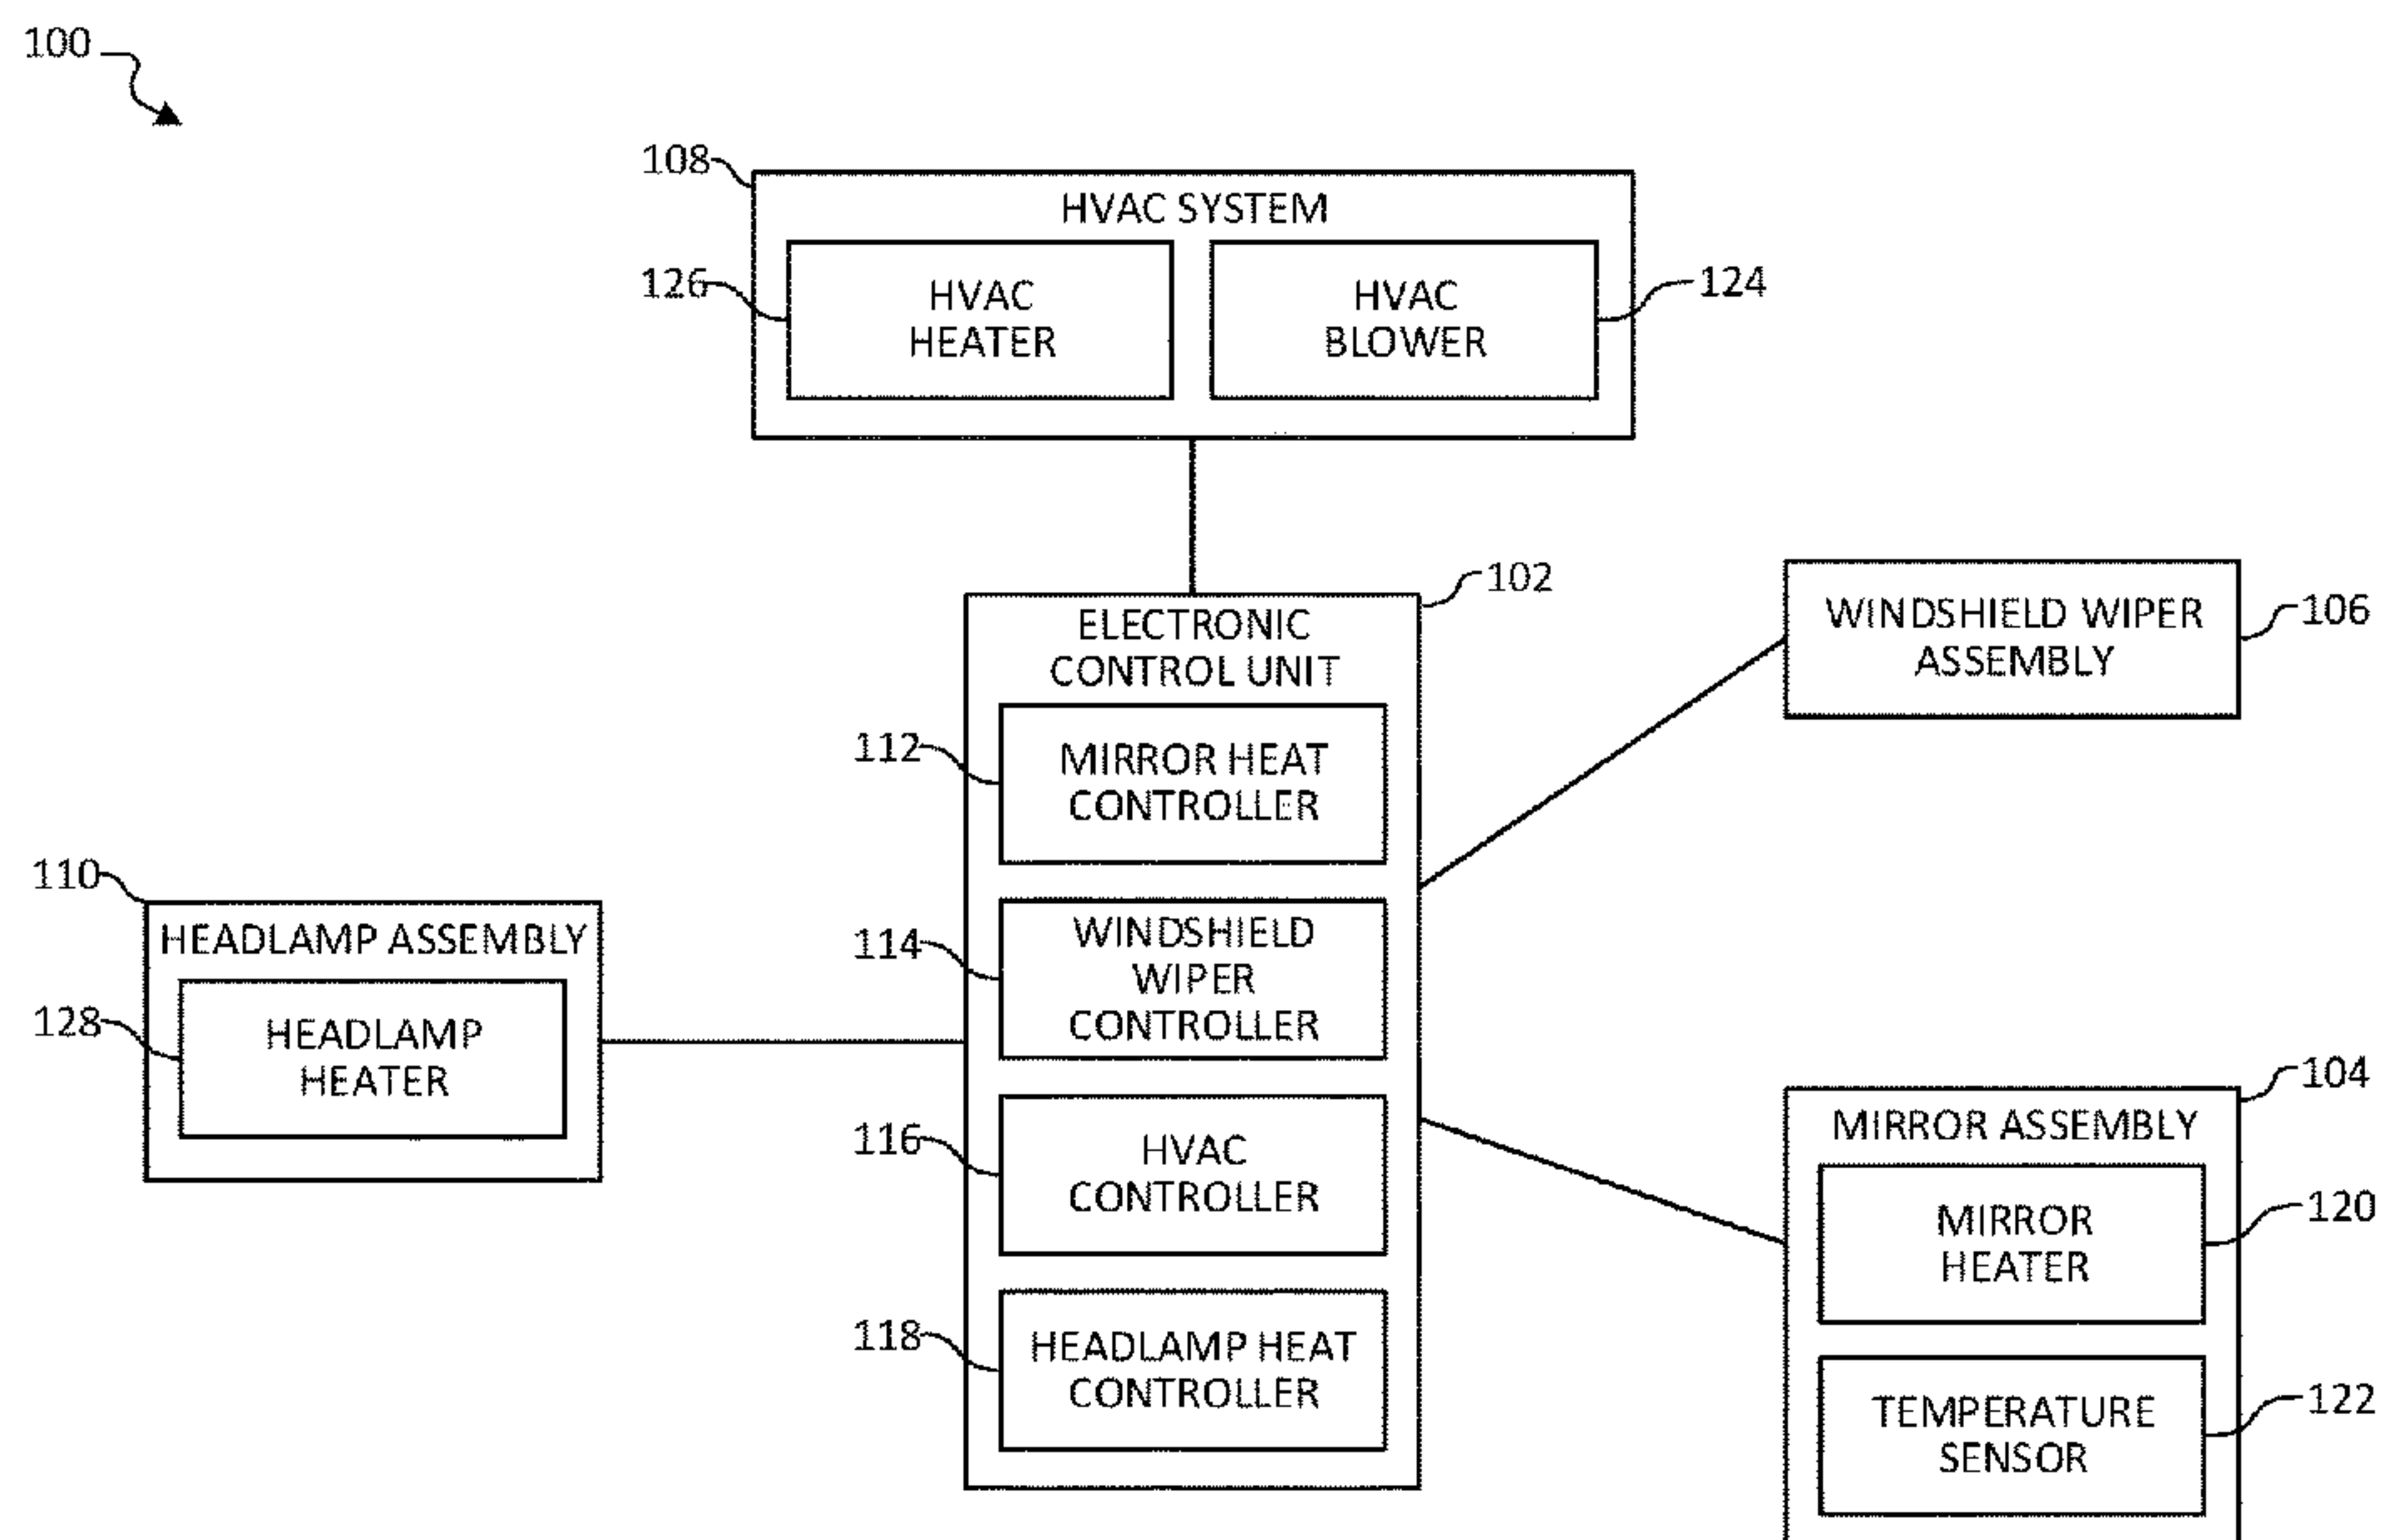 100
108
HVAC SYSTEM
126
HVAC
HEATER
HVAC
BLOWER
124
102
ELECTRONIC
CONTROL UNIT
112
MIRROR HEAT
CONTROLLER
114
WINDSHIELD
WIPER
CONTROLLER
116
HVAC
CONTROLLER
118
HEADLAMP HEAT
CONTROLLER
WINDSHIELD WIPER
ASSEMBLY
106
110
HEADLAMP ASSEMBLY
128
HEADLAMP
HEATER
104
MIRROR ASSEMBLY
MIRROR
HEATER
120
TEMPERATURE
SENSOR
122